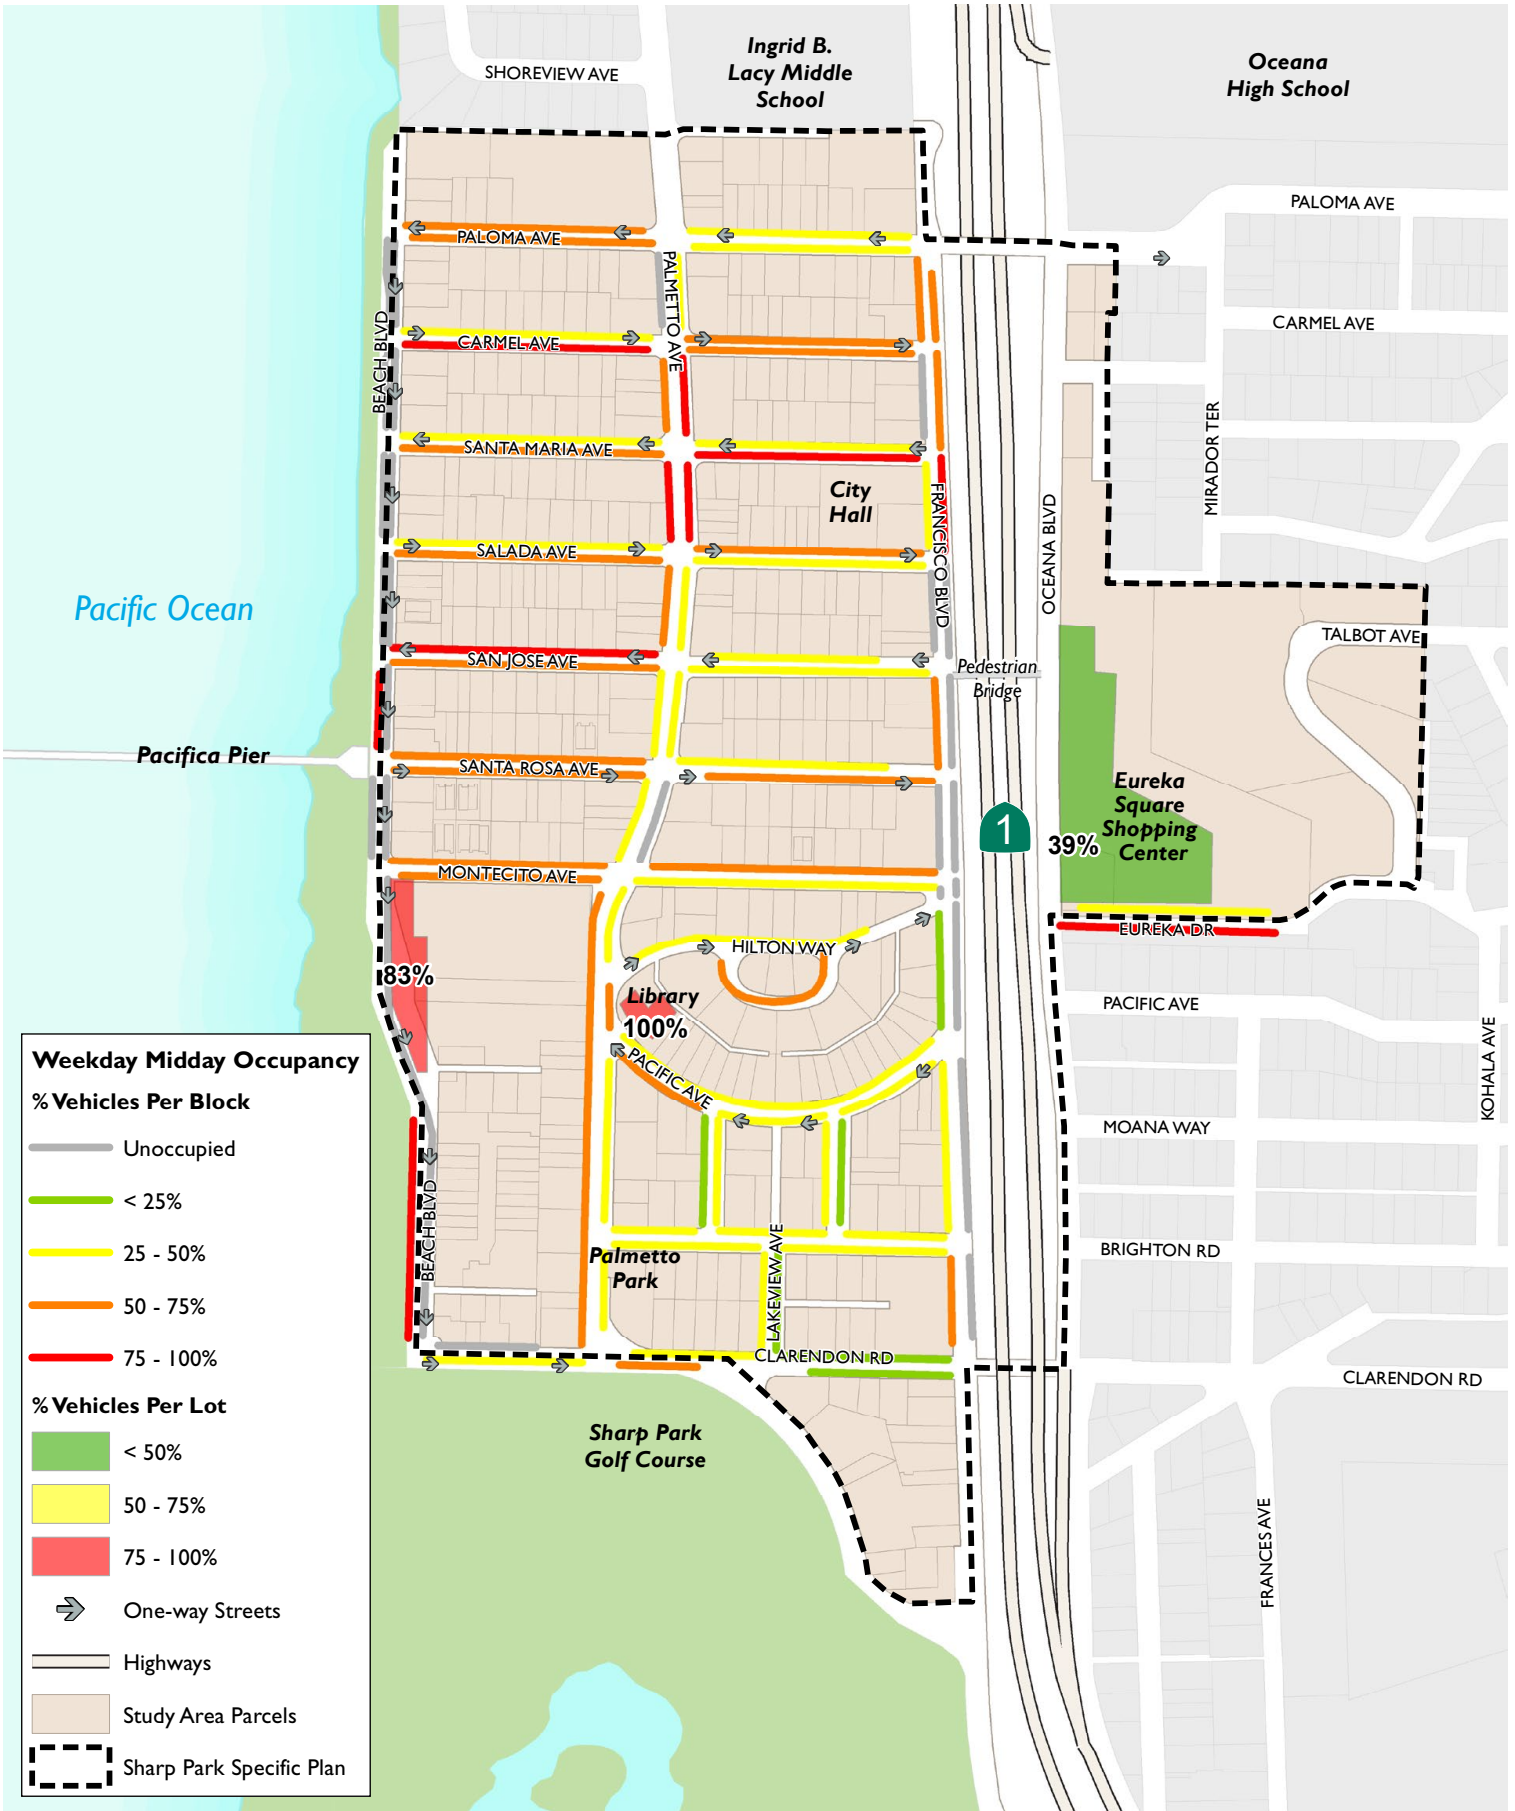 Ingrid B.
Lacy Middle
School
Oceana
High School
SHOREVIEW AVE
PALOMA AVE
PALOMA AVE
PALMETTO AVE
CARMEL AVE
CARMEL AVE
BEACH BLVD
SANTA MARIA AVE
MIRADOR TER
City
Hall
FRANCISCO BLVD
OCEANA BLVD
SALADA AVE
Pacific Ocean
TALBOT AVE
SAN JOSE AVE
Pedestrian
Bridge
Pacifica Pier
SANTA ROSA AVE
Eureka
Square
Shopping
Center
1
39%
MONTECITO AVE
EUREKA DR
HILTON WAY
83%
Library
100%
PACIFIC AVE
PACIFIC AVE
KOHALA AVE
MOANA WAY
BEACH BLVD
BRIGHTON RD
Palmetto
Park
LAKEVIEW AVE
CLARENDON RD
CLARENDON RD
Sharp Park
Golf Course
FRANCES AVE
Weekday Midday Occupancy
% Vehicles Per Block
Unoccupied
< 25%
25 - 50%
50 - 75%
75 - 100%
% Vehicles Per Lot
< 50%
50 - 75%
75 - 100%
One-way Streets
Highways
Study Area Parcels
Sharp Park Specific Plan